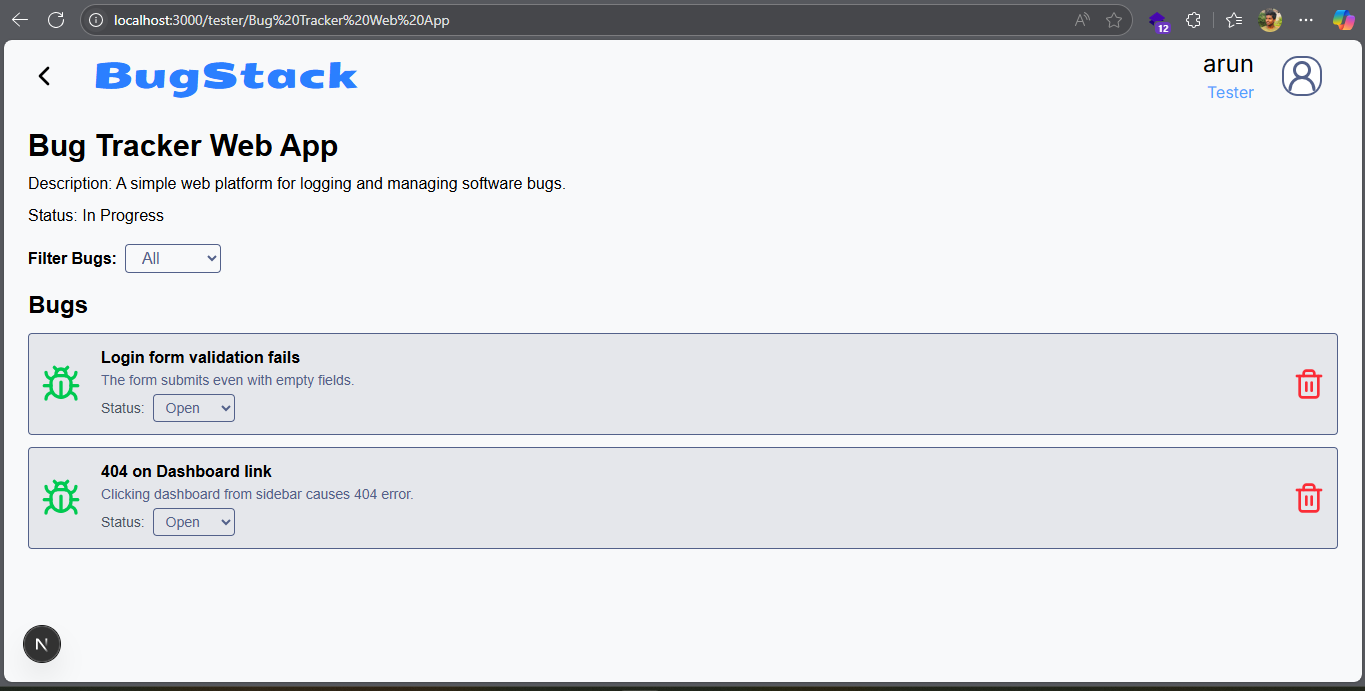 localhost:3000/tester/Bug%20Tracker%20Web%20App
12
BugStack
arun
Tester
Bug Tracker Web App
Description: A simple web platform for logging and managing software bugs.
Status: In Progress
Filter Bugs: All
Bugs
Login form validation fails
The form submits even with empty fields.
Status: Open
404 on Dashboard link
Clicking dashboard from sidebar causes 404 error.
Status: Open
N